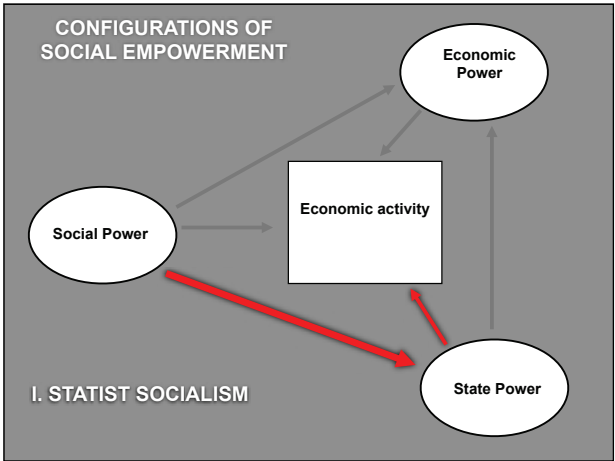 CONFIGURATIONS OF
SOCIAL EMPOWERMENT
Economic
Power
Economic activity
Social Power
State Power
I. STATIST SOCIALISM